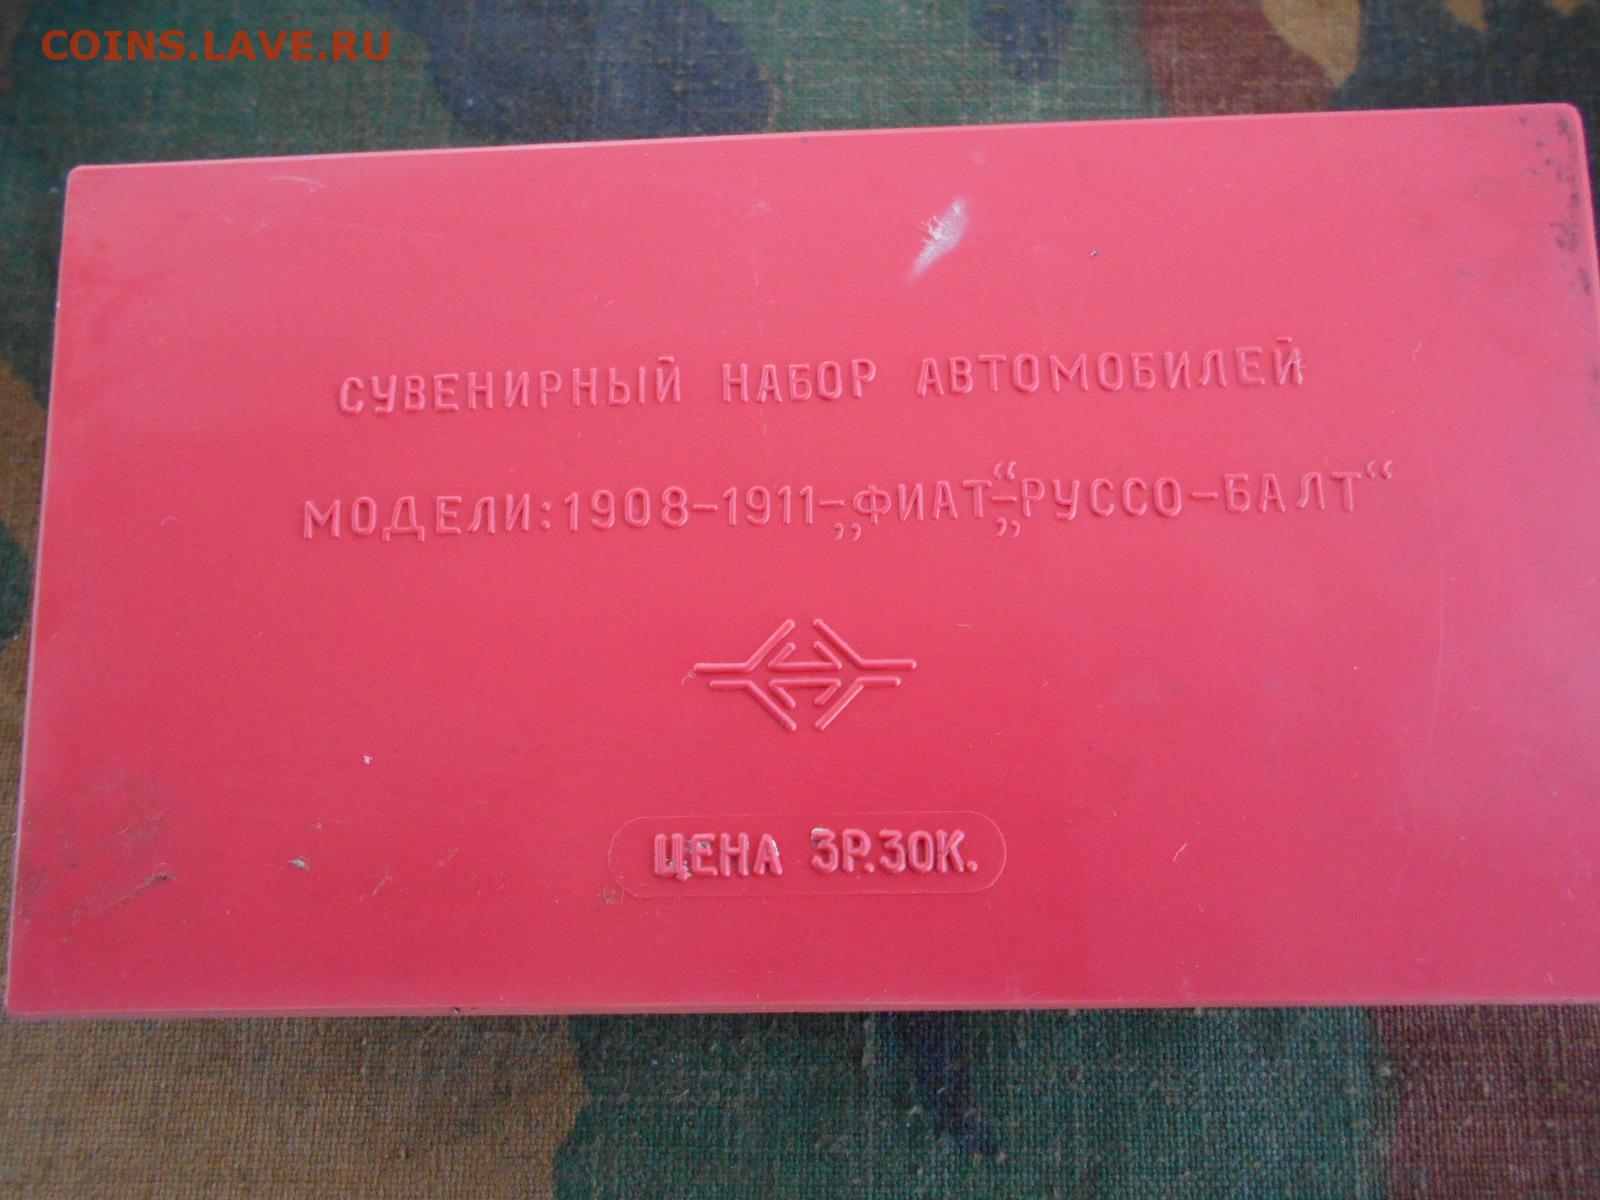 COINS.LAVE.RU
СУВЕНИРНЫЙ НАБОР АВТОМОБИЛЕЙ
МОДЕЛИ:1908-1911-„ФИАТ“-„РУССО-БАЛТ“
ЦЕНА 3Р.30К.